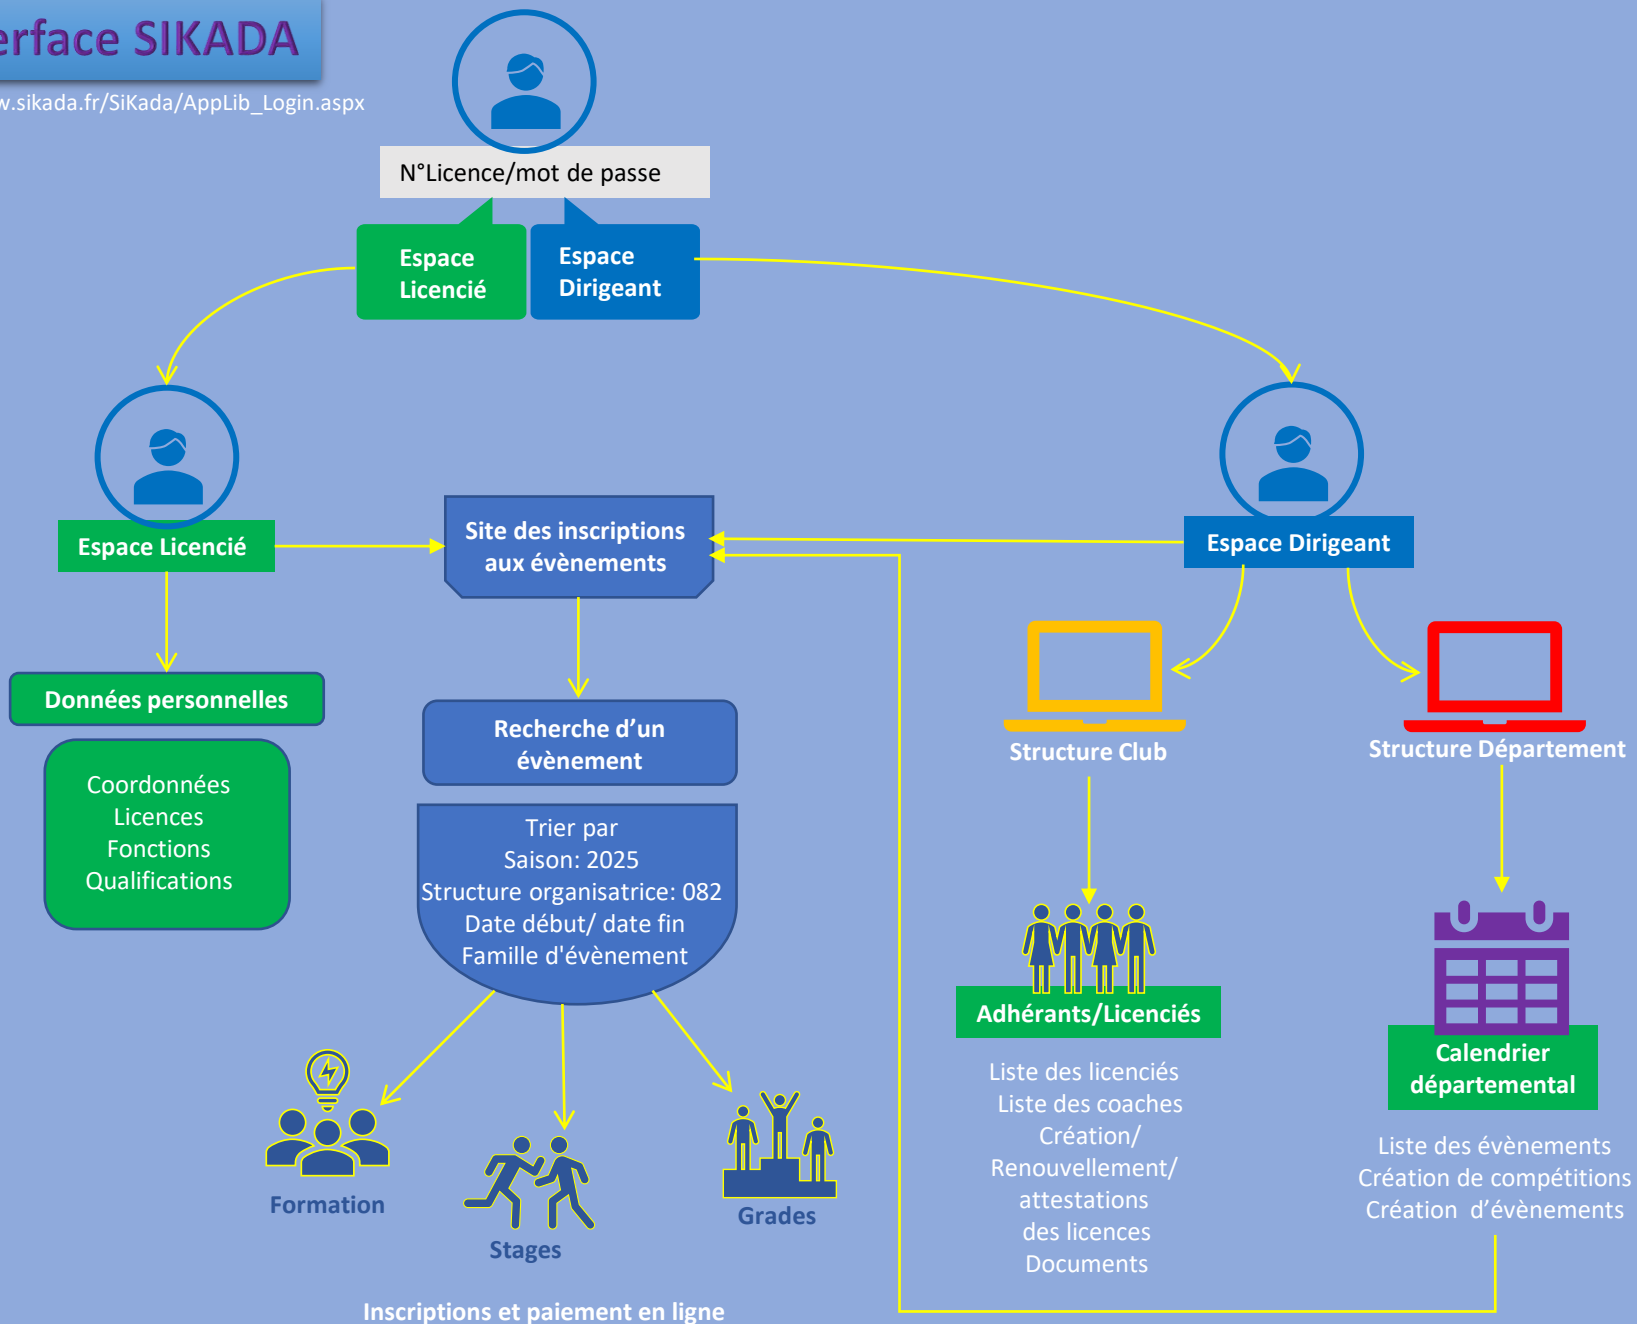 erface SIKADA
w.sikada.fr/SiKada/AppLib_Login.aspx
N°Licence/mot de passe
Espace
Licencié
Espace
Dirigeant
Espace Licencié
Site des inscriptions
aux évènements
Espace Dirigeant
Données personnelles
Coordonnées
Licences
Fonctions
Qualifications
Recherche d’un
évènement
Trier par
Saison: 2025
Structure organisatrice: 082
Date début/ date fin
Famille d'évènement
Formation
Stages
Grades
Inscriptions et paiement en ligne
Structure Club
Adhérants/Licenciés
Liste des licenciés
Liste des coaches
Création/
Renouvellement/
attestations
des licences
Documents
Structure Département
Calendrier
départemental
Liste des évènements
Création de compétitions
Création  d’évènements